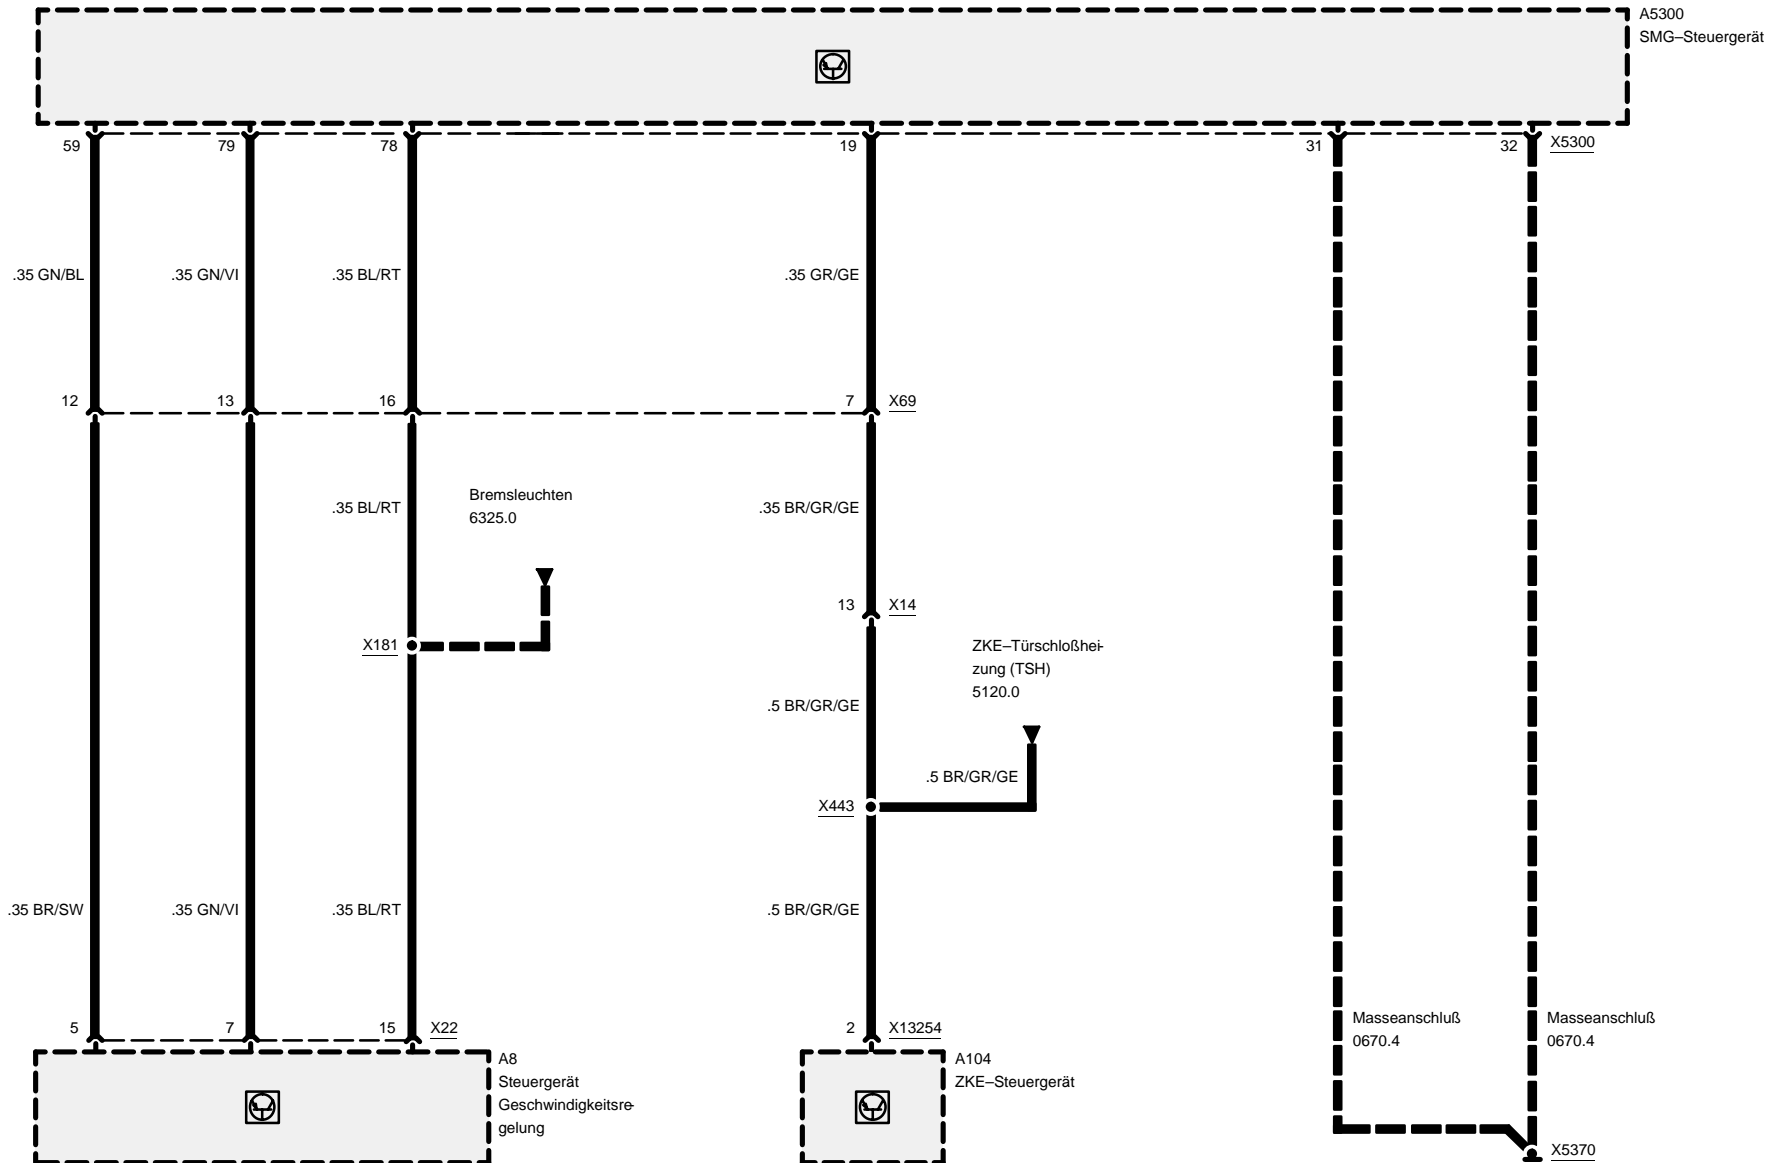 A5300
SMG–Steuergerät
59
79
78
19
31
32
X5300
.35 GN/BL
.35 GN/VI
.35 BL/RT
.35 GR/GE
12
13
16
7
X69
Bremsleuchten
6325.0
.35 BL/RT
.35 BR/GR/GE
13
X14
X181
ZKE–Türschloßhei-
zung (TSH)
5120.0
.5 BR/GR/GE
.5 BR/GR/GE
X443
.35 BR/SW
.35 GN/VI
.35 BL/RT
.5 BR/GR/GE
5
7
15
X22
2
X13254
Masseanschluß
0670.4
Masseanschluß
0670.4
A8
Steuergerät
Geschwindigkeitsre-
gelung
A104
ZKE–Steuergerät
X5370